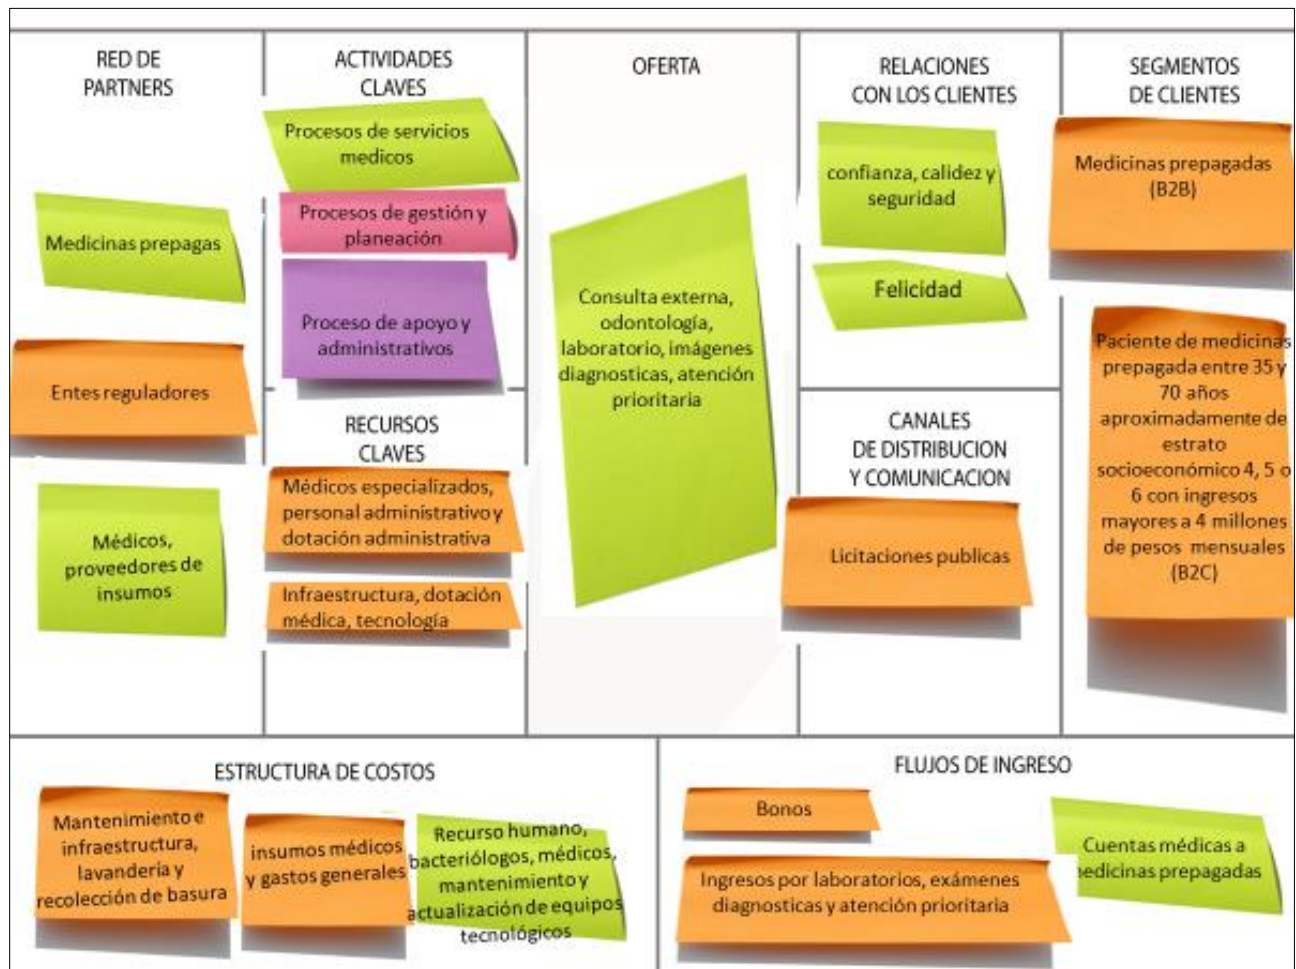 RED DE
PARTNERS
Medicinas prepagas
Entes reguladores
Médicos,
proveedores de
insumos
ACTIVIDADES
CLAVES
Procesos de servicios
medicos
Procesos de gestión y
planeación
Proceso de apoyo y
administrativos
RECURSOS
CLAVES
Médicos especializados,
personal administrativo y
dotación administrativa
Infraestructura, dotación
médica, tecnología
OFERTA
Consulta externa,
odontología,
laboratorio, imágenes
diagnosticas, atención
prioritaria
RELACIONES
CON LOS CLIENTES
confianza, calidez y
seguridad
Felicidad
CANALES
DE DISTRIBUCION
Y COMUNICACION
Licitaciones publicas
SEGMENTOS
DE CLIENTES
Medicinas prepagadas
(B2B)
Paciente de medicinas
prepagada entre 35 y
70 años
aproximadamente de
estrato
socioeconómico 4, 5 o
6 con ingresos
mayores a 4 millones
de pesos mensuales
(B2C)
ESTRUCTURA DE COSTOS
Mantenimiento e
infraestructura,
lavandería y
recolección de basura
insumos médicos
y gastos generales
Recurso humano,
bacteriólogos, médicos,
mantenimiento y
actualización de equipos
tecnológicos
FLUJOS DE INGRESO
Bonos
Ingresos por laboratorios, exámenes
diagnosticas y atención prioritaria
Cuentas médicas a
medicinas prepagadas